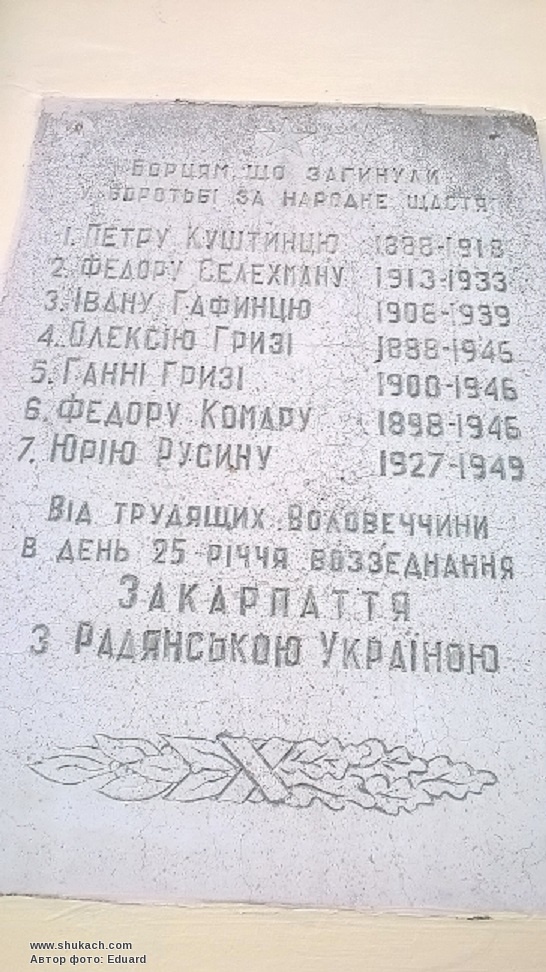 БОРЦЯМ, ЩО ЗАГИНУЛИ
У БОРОТЬБІ ЗА НАРОДНЕ ЩАСТЯ
1. ПЕТРУ КУШТИНЦЮ 1888-1918
2. ФЕДОРУ СЕЛЕХМАНУ 1913-1933
3. ІВАНУ ГАФИНЦЮ 1906-1939
4. ОЛЕКСІЮ ГРИЗІ 1888-1946
5. ГАННІ ГРИЗІ 1900-1946
6. ФЕДОРУ КОМАРУ 1898-1946
7. ЮРІЮ РУСИНУ 1927-1949
ВІД ТРУДЯЩИХ ВОЛОВЕЧЧИНИ
В ДЕНЬ 25-РІЧЧЯ ВОЗЗЄДНАННЯ
ЗАКАРПАТТЯ
З РАДЯНСЬКОЮ УКРАЇНОЮ
www.shukach.com
Автор фото: Eduard